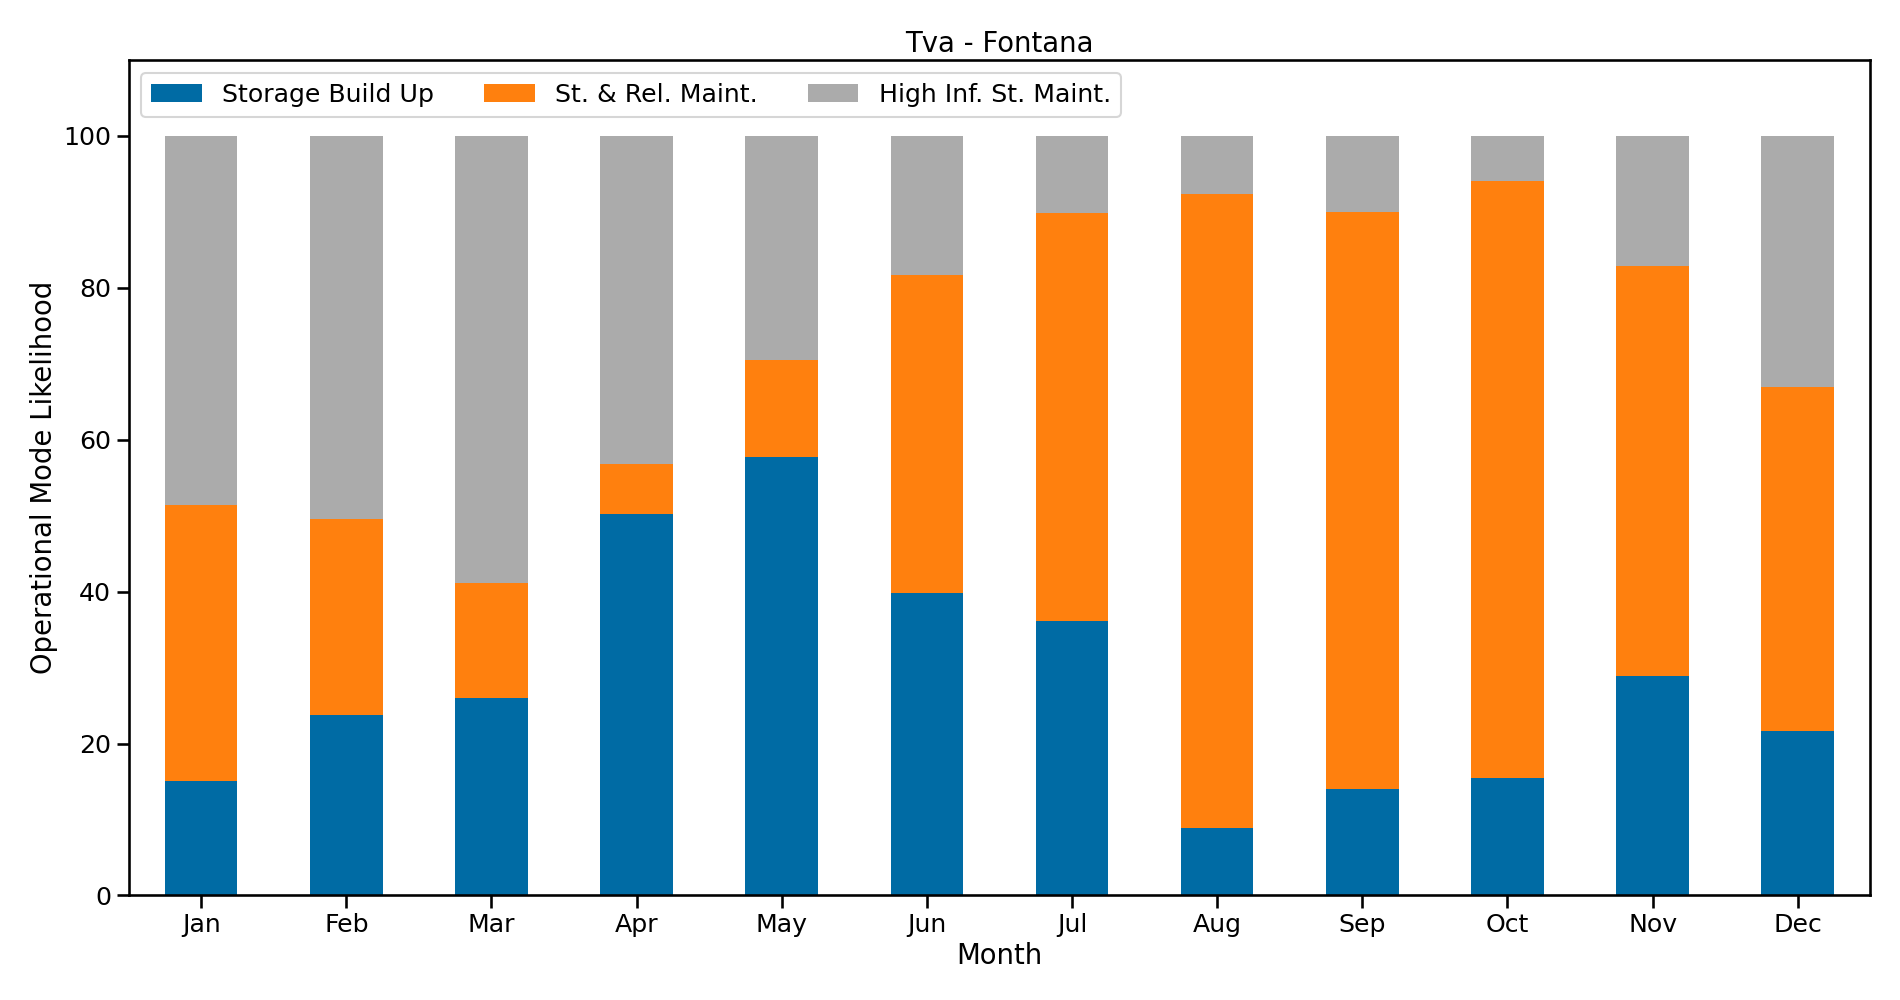 Tva - Fontana
Storage Build Up St. & Rel. Maint. High Inf. St. Maint.
100
80
60
40
20
0
Operational Mode Likelihood
Jan Feb Mar Apr May Jun Jul Aug Sep Oct Nov Dec
Month